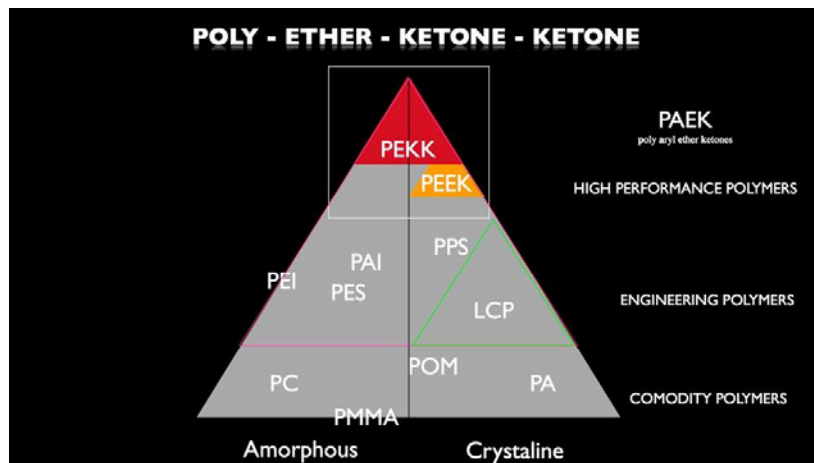 POLY - ETHER - KETONE - KETONE
PAEK
poly aryl ether ketones
PEKK
PEEK
HIGH PERFORMANCE POLYMERS
PPS
PAI
PEI
PES
ENGINEERING POLYMERS
LCP
POM
PC
PA
COMODITY POLYMERS
PMMA
Amorphous
Crystaline